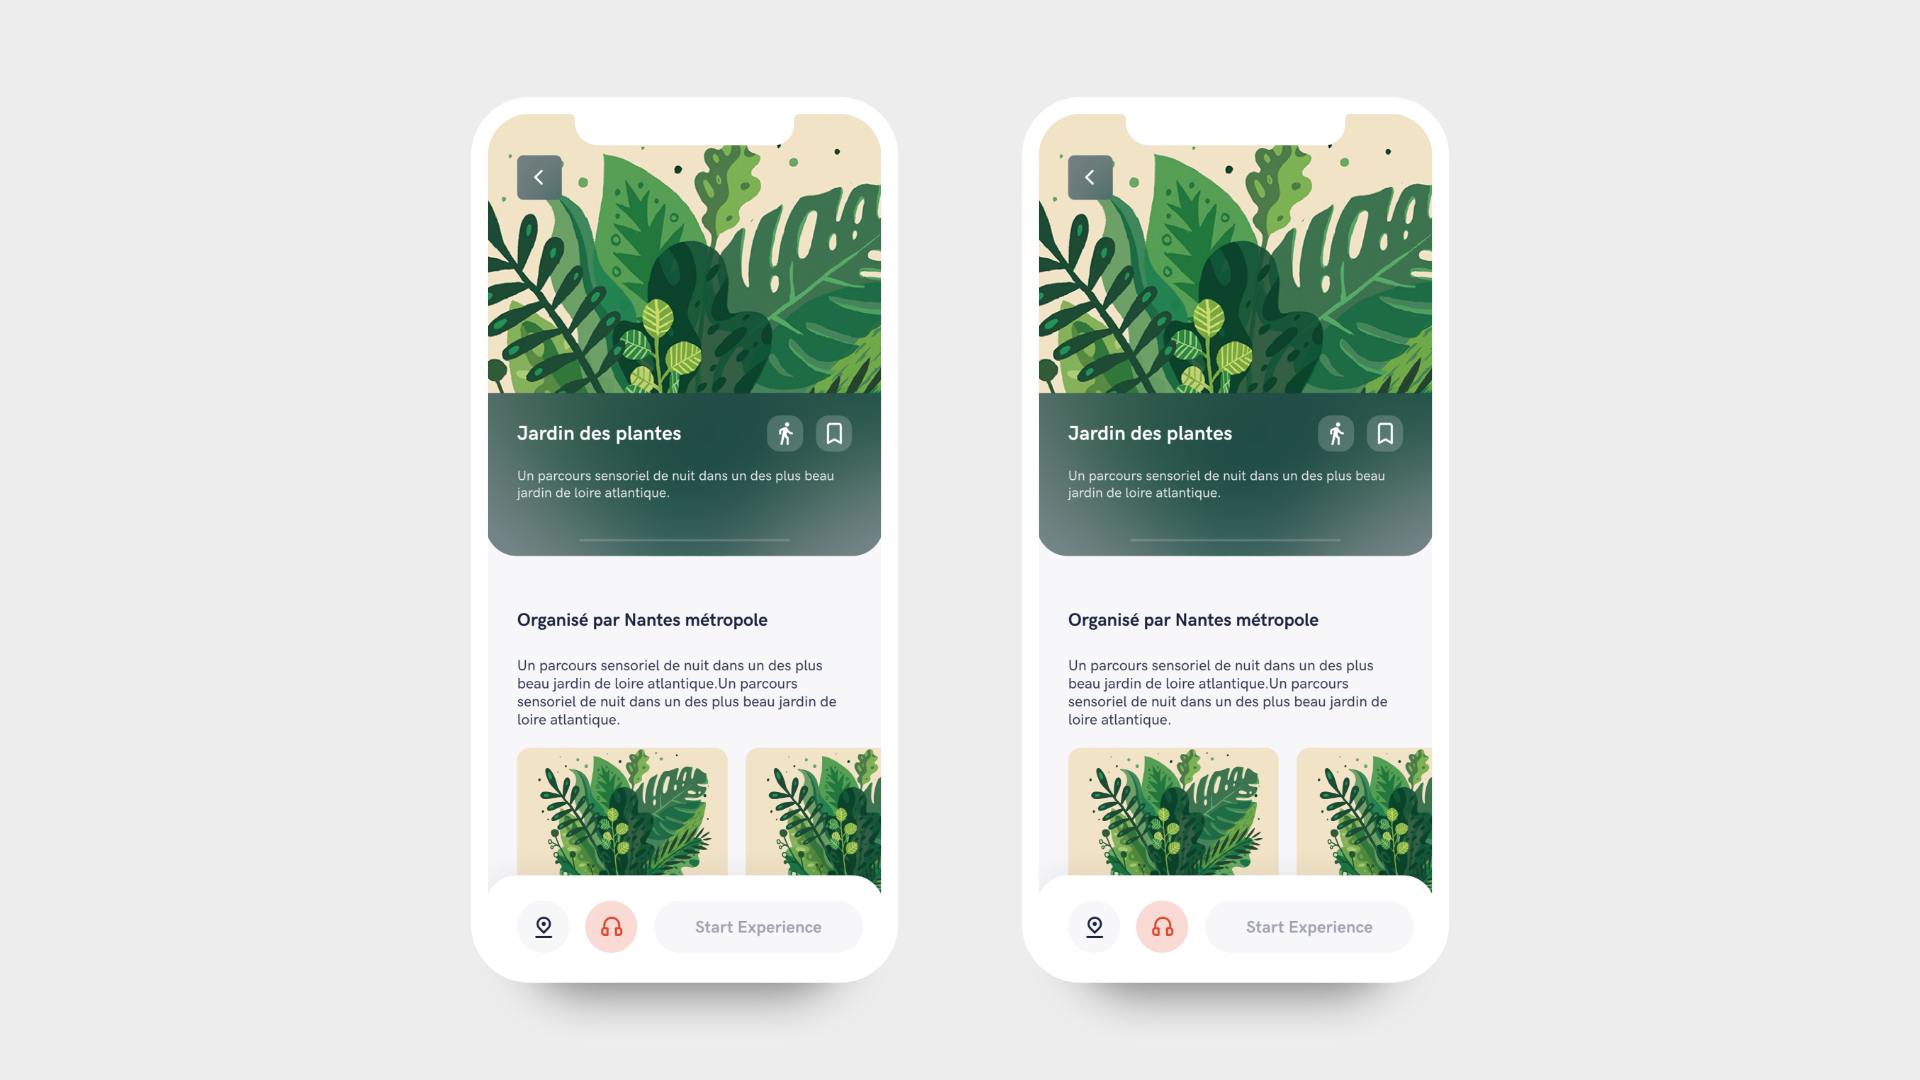 Jardin des plantes
Un parcours sensoriel de nuit dans un des plus beau
jardin de loire atlantique.
Organisé par Nantes métropole
Un parcours sensoriel de nuit dans un des plus
beau jardin de loire atlantique.Un parcours
sensoriel de nuit dans un des plus beau jardin de
loire atlantique.
Start Experience
Jardin des plantes
Un parcours sensoriel de nuit dans un des plus beau
jardin de loire atlantique.
Organisé par Nantes métropole
Un parcours sensoriel de nuit dans un des plus
beau jardin de loire atlantique.Un parcours
sensoriel de nuit dans un des plus beau jardin de
loire atlantique.
Start Experience